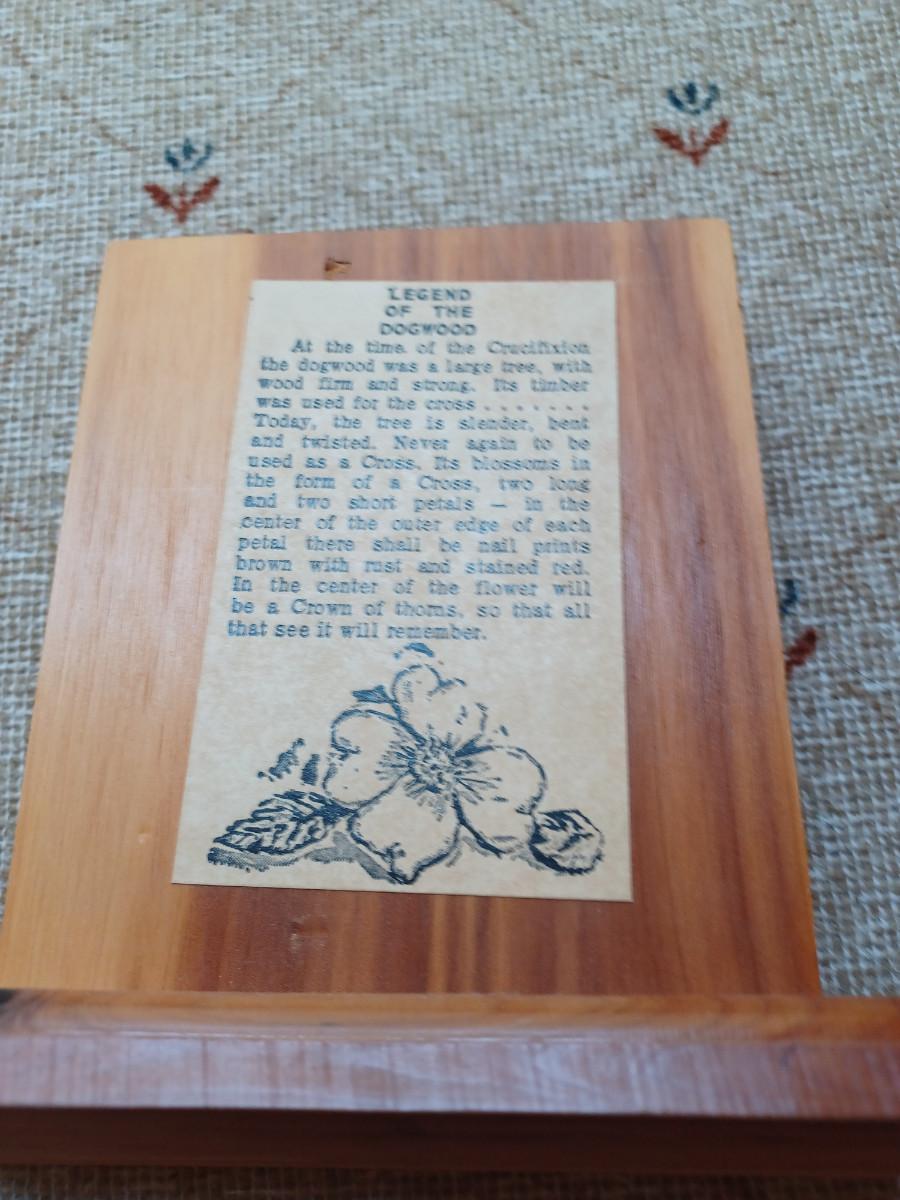 LEGEND
OF THE
DOGWOOD
At the time of the Crucifixion
the dogwood was a large tree, with
wood firm and strong. Its timber
was used for the cross . . . . . . .
Today, the tree is slender, bent
and twisted. Never again to be
used as a Cross. Its blossoms in
the form of a Cross, two long
and two short petals — in the
center of the outer edge of each
petal there shall be nail prints
brown with rust and stained red.
In the center of the flower will
be a Crown of thorns, so that all
that see it will remember.